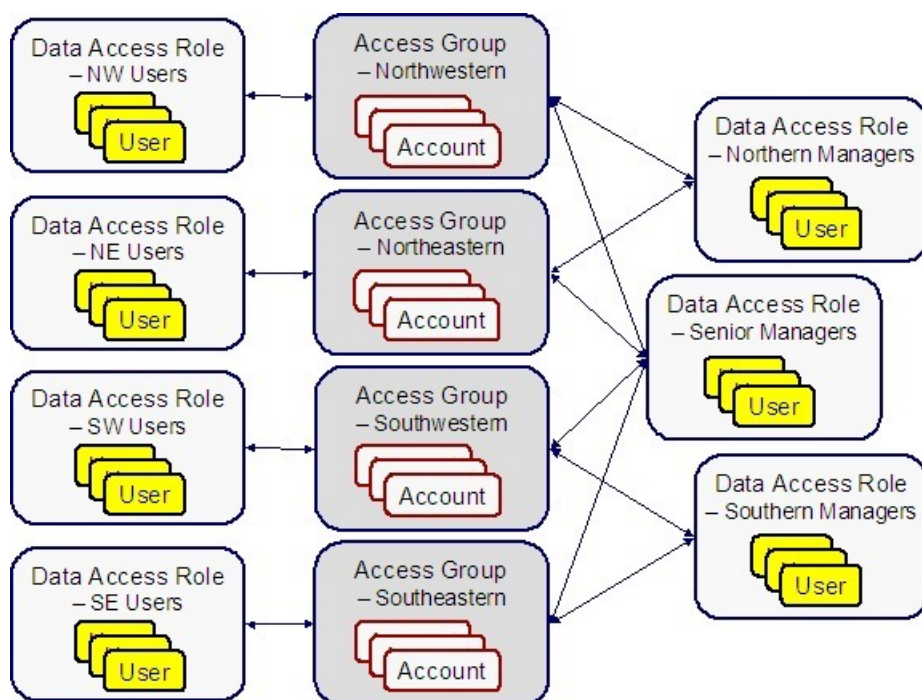 Data Access Role
– NW Users
User
Access Group
– Northwestern
Account
Data Access Role
– Northern Managers
User
Data Access Role
– NE Users
User
Access Group
– Northeastern
Account
Data Access Role
– Senior Managers
User
Data Access Role
– SW Users
User
Access Group
– Southwestern
Account
Data Access Role
– Southern Managers
User
Data Access Role
– SE Users
User
Access Group
– Southeastern
Account